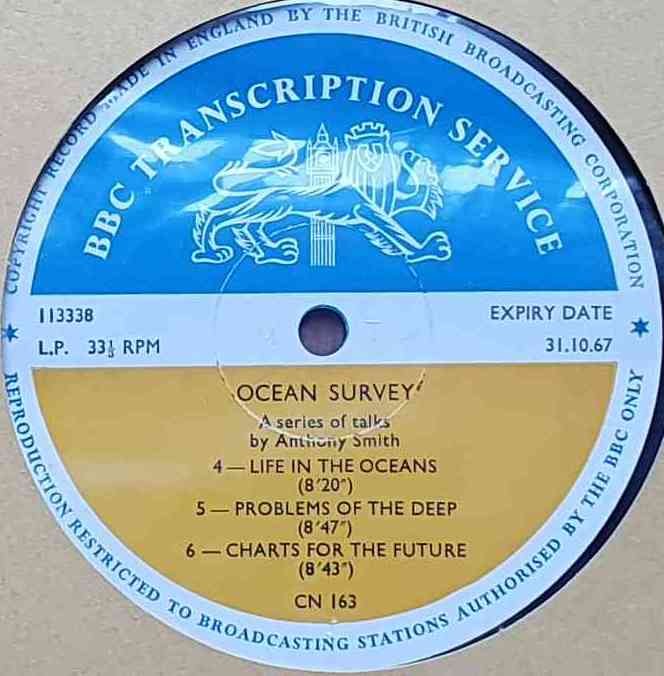 COPYRIGHT RECORD MADE IN ENGLAND BY THE BRITISH BROADCASTING CORPORATION
BBC TRANSCRIPTION SERVICE
113338
EXPIRY DATE
L.P. 33⅓ RPM
31.10.67
OCEAN SURVEY
A series of talks
by Anthony Smith
4 — LIFE IN THE OCEANS
(8′20″)
5 — PROBLEMS OF THE DEEP
(8′47″)
6 — CHARTS FOR THE FUTURE
(8′43″)
CN 163
REPRODUCTION RESTRICTED TO BROADCASTING STATIONS AUTHORISED BY THE BBC ONLY